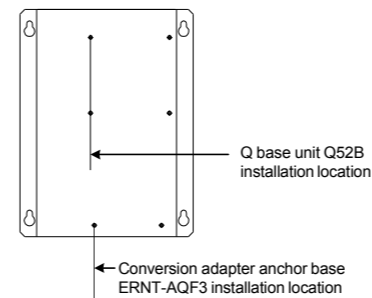 Q base unit Q52B
installation location
Conversion adapter anchor base
ERNT-AQF3 installation location